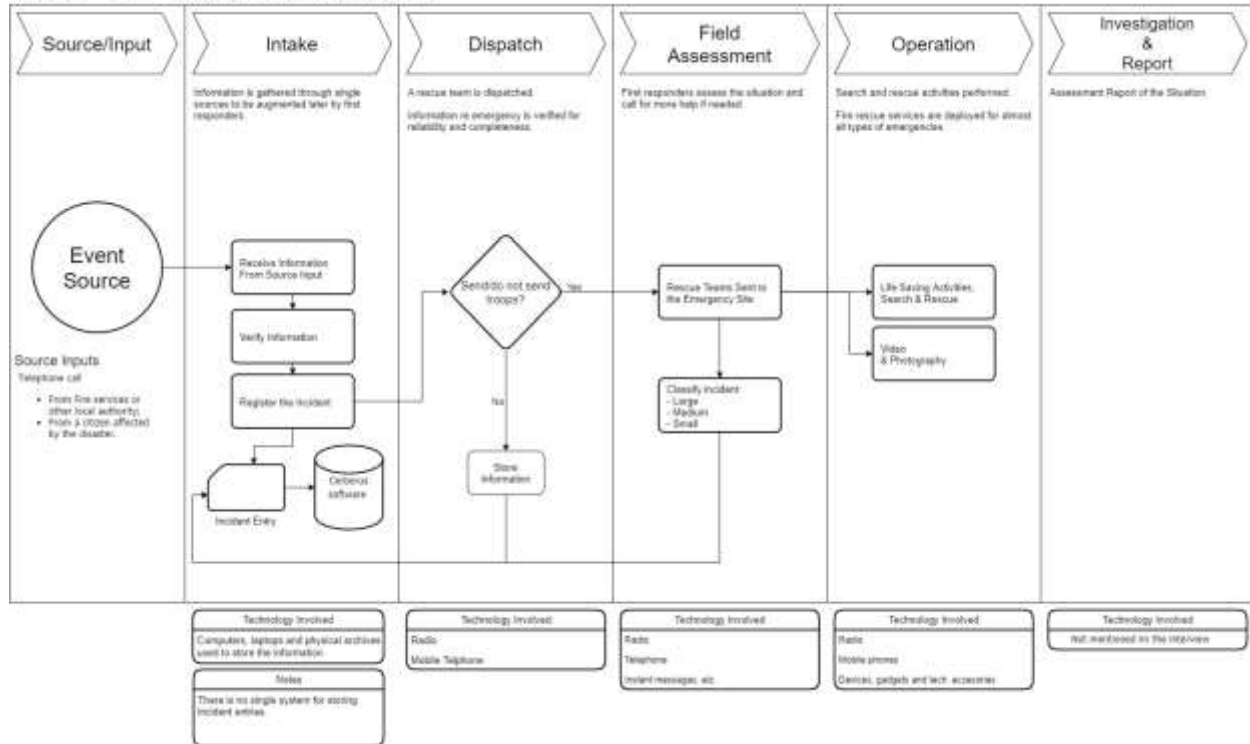 Source/Input
Intake
Dispatch
Field
Assessment
Operation
Investigation
&
Report
Information is gathered through single
sources to be augmented later by first
responders.
A rescue team is dispatched.
Information re emergency is verified for
reliability and completeness.
First responders assess the situation and
call for more help if needed.
Search and rescue activities performed.
Fire rescue services are deployed for almost
all types of emergencies.
Assessment Report of the Situation
Event
Source
Receive Information
From Source Input
Verify Information
Register the Incident
Incident Entry
Cerberus
software
Send/do not send
troops?
Yes
No
Store
Information
Rescue Teams Sent to
the Emergency Site
Classify incident:
- Large
- Medium
- Small
Life Saving Activities,
Search & Rescue
Video
& Photography
Source Inputs
Telephone call
• From Fire services or
other local authority;
• From a citizen affected
by the disaster.
Technology Involved
Computers, laptops and physical archives
used to store the information
Notes
There is no single system for storing
incident entries.
Technology Involved
Radio
Mobile Telphone
Technology Involved
Radio
Telephone
Instant messages, etc.
Technology Involved
Radio
Mobile phones
Devices, gadgets and tech. accesories
Technology Involved
Not mentioned on the interview